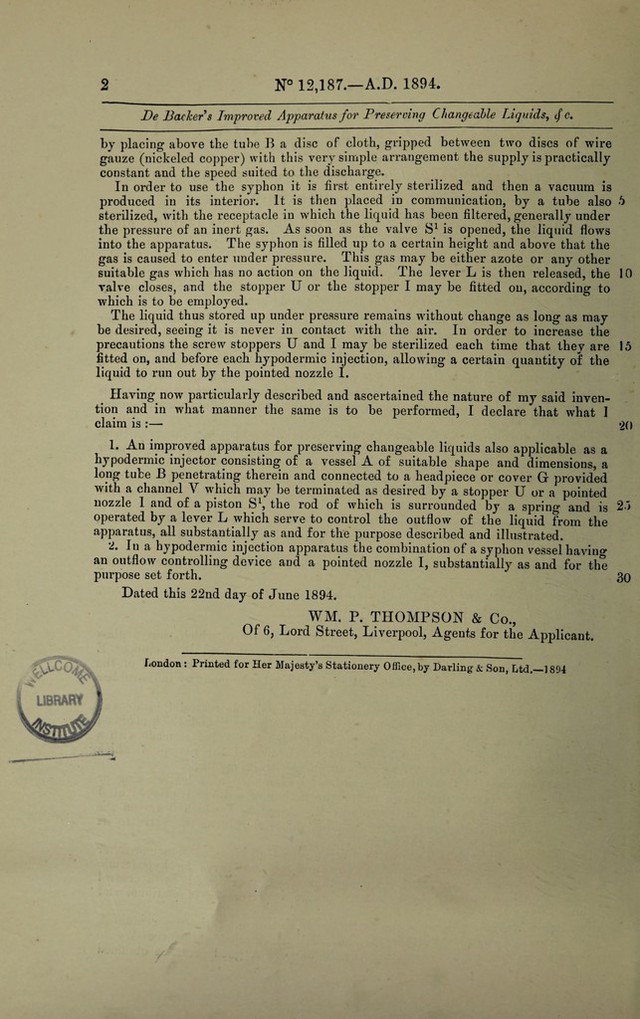 2 N° 12,187.—A.D. 1894.
De Backer's Improved Apparatus for Preserving Changeable Liquids, &c.
by placing above the tube B a disc of cloth, gripped between two discs of wire
gauze (nickeled copper) with this very simple arrangement the supply is practically
constant and the speed suited to the discharge.
In order to use the syphon it is first entirely sterilized and then a vacuum is
produced in its interior. It is then placed in communication, by a tube also 5
sterilized, with the receptacle in which the liquid has been filtered, generally under
the pressure of an inert gas. As soon as the valve S¹ is opened, the liquid flows
into the apparatus. The syphon is filled up to a certain height and above that the
gas is caused to enter under pressure. This gas may be either azote or any other
suitable gas which has no action on the liquid. The lever L is then released, the 10
valve closes, and the stopper U or the stopper I may be fitted on, according to
which is to be employed.
The liquid thus stored up under pressure remains without change as long as may
be desired, seeing it is never in contact with the air. In order to increase the
precautions the screw stoppers U and I may be sterilized each time that they are 15
fitted on, and before each hypodermic injection, allowing a certain quantity of the
liquid to run out by the pointed nozzle I.
Having now particularly described and ascertained the nature of my said inven-
tion and in what manner the same is to be performed, I declare that what I
claim is :— 20
1. An improved apparatus for preserving changeable liquids also applicable as a
hypodermic injector consisting of a vessel A of suitable shape and dimensions, a
long tube B penetrating therein and connected to a headpiece or cover G provided
with a channel V which may be terminated as desired by a stopper U or a pointed
nozzle I and of a piston S¹, the rod of which is surrounded by a spring and is 25
operated by a lever L which serve to control the outflow of the liquid from the
apparatus, all substantially as and for the purpose described and illustrated.
2. In a hypodermic injection apparatus the combination of a syphon vessel having
an outflow controlling device and a pointed nozzle I, substantially as and for the
purpose set forth. 30
Dated this 22nd day of June 1894.
WM. P. THOMPSON & Co.,
Of 6, Lord Street, Liverpool, Agents for the Applicant.
London: Printed for Her Majesty's Stationery Office, by Darling & Son, Ltd.—1894
WELLCOME
LIBRARY
INSTITUTE